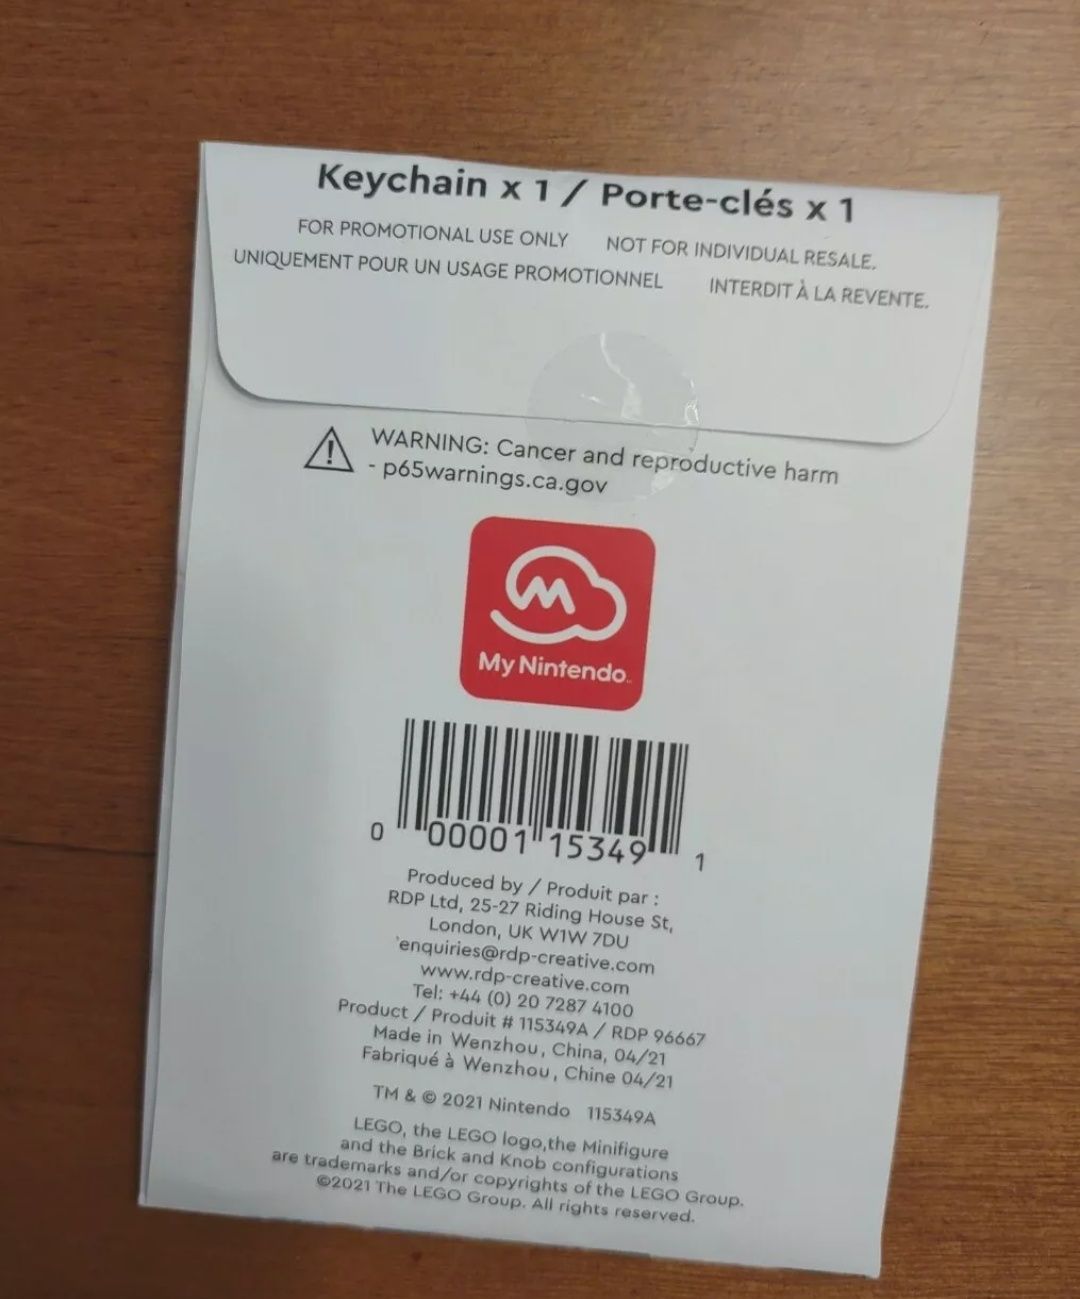 Keychain x 1 / Porte-clés x 1
FOR PROMOTIONAL USE ONLY NOT FOR INDIVIDUAL RESALE.
UNIQUEMENT POUR UN USAGE PROMOTIONNEL INTERDIT À LA REVENTE.
WARNING: Cancer and reproductive harm
- p65warnings.ca.gov
My Nintendo
0 00001 15349 1
Produced by / Produit par :
RDP Ltd, 25-27 Riding House St,
London, UK W1W 7DU
`enquiries@rdp-creative.com
www.rdp-creative.com
Tel: +44 (0) 20 7287 4100
Product / Produit # 115349A / RDP 96667
Made in Wenzhou, China, 04/21
Fabriqué à Wenzhou, Chine 04/21
TM & © 2021 Nintendo 115349A
LEGO, the LEGO logo,the Minifigure
and the Brick and Knob configurations
are trademarks and/or copyrights of the LEGO Group.
©2021 The LEGO Group. All rights reserved.